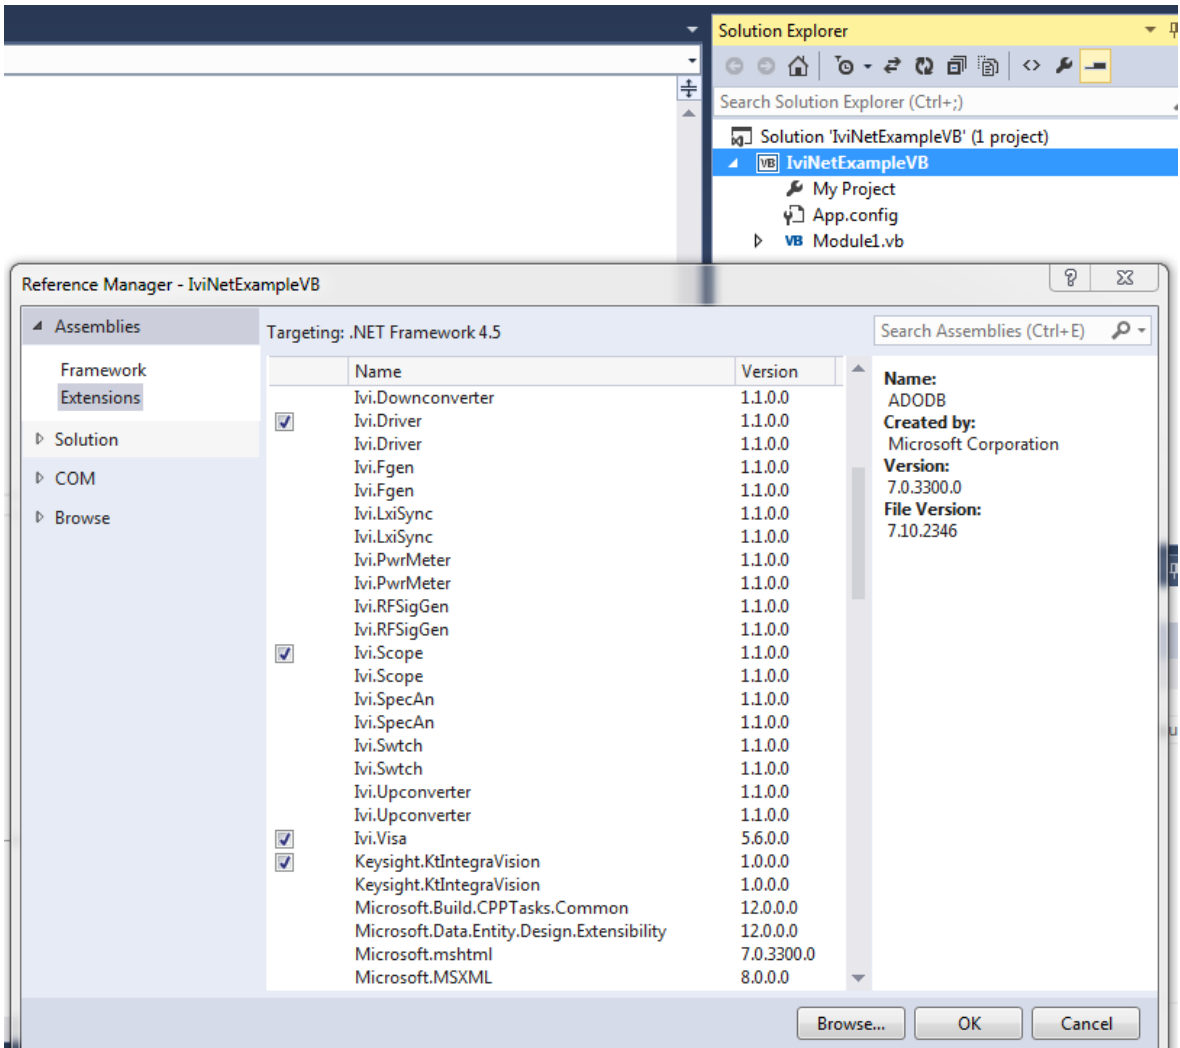 Solution Explorer
Search Solution Explorer (Ctrl+;)
Solution 'IviNetExampleVB' (1 project)
VB IviNetExampleVB
My Project
App.config
VB Module1.vb
Reference Manager - IviNetExampleVB
Assemblies
Framework
Extensions
Solution
COM
Browse
Targeting: .NET Framework 4.5
Search Assemblies (Ctrl+E)
Name Version
Ivi.Downconverter 1.1.0.0
Ivi.Driver 1.1.0.0
Ivi.Driver 1.1.0.0
Ivi.Fgen 1.1.0.0
Ivi.Fgen 1.1.0.0
Ivi.LxiSync 1.1.0.0
Ivi.LxiSync 1.1.0.0
Ivi.PwrMeter 1.1.0.0
Ivi.PwrMeter 1.1.0.0
Ivi.RFSigGen 1.1.0.0
Ivi.RFSigGen 1.1.0.0
Ivi.Scope 1.1.0.0
Ivi.Scope 1.1.0.0
Ivi.SpecAn 1.1.0.0
Ivi.SpecAn 1.1.0.0
Ivi.Swtch 1.1.0.0
Ivi.Swtch 1.1.0.0
Ivi.Upconverter 1.1.0.0
Ivi.Upconverter 1.1.0.0
Ivi.Visa 5.6.0.0
Keysight.KtIntegraVision 1.0.0.0
Keysight.KtIntegraVision 1.0.0.0
Microsoft.Build.CPPTasks.Common 12.0.0.0
Microsoft.Data.Entity.Design.Extensibility 12.0.0.0
Microsoft.mshtml 7.0.3300.0
Microsoft.MSXML 8.0.0.0
Name:
ADODB
Created by:
Microsoft Corporation
Version:
7.0.3300.0
File Version:
7.10.2346
Browse...
OK
Cancel